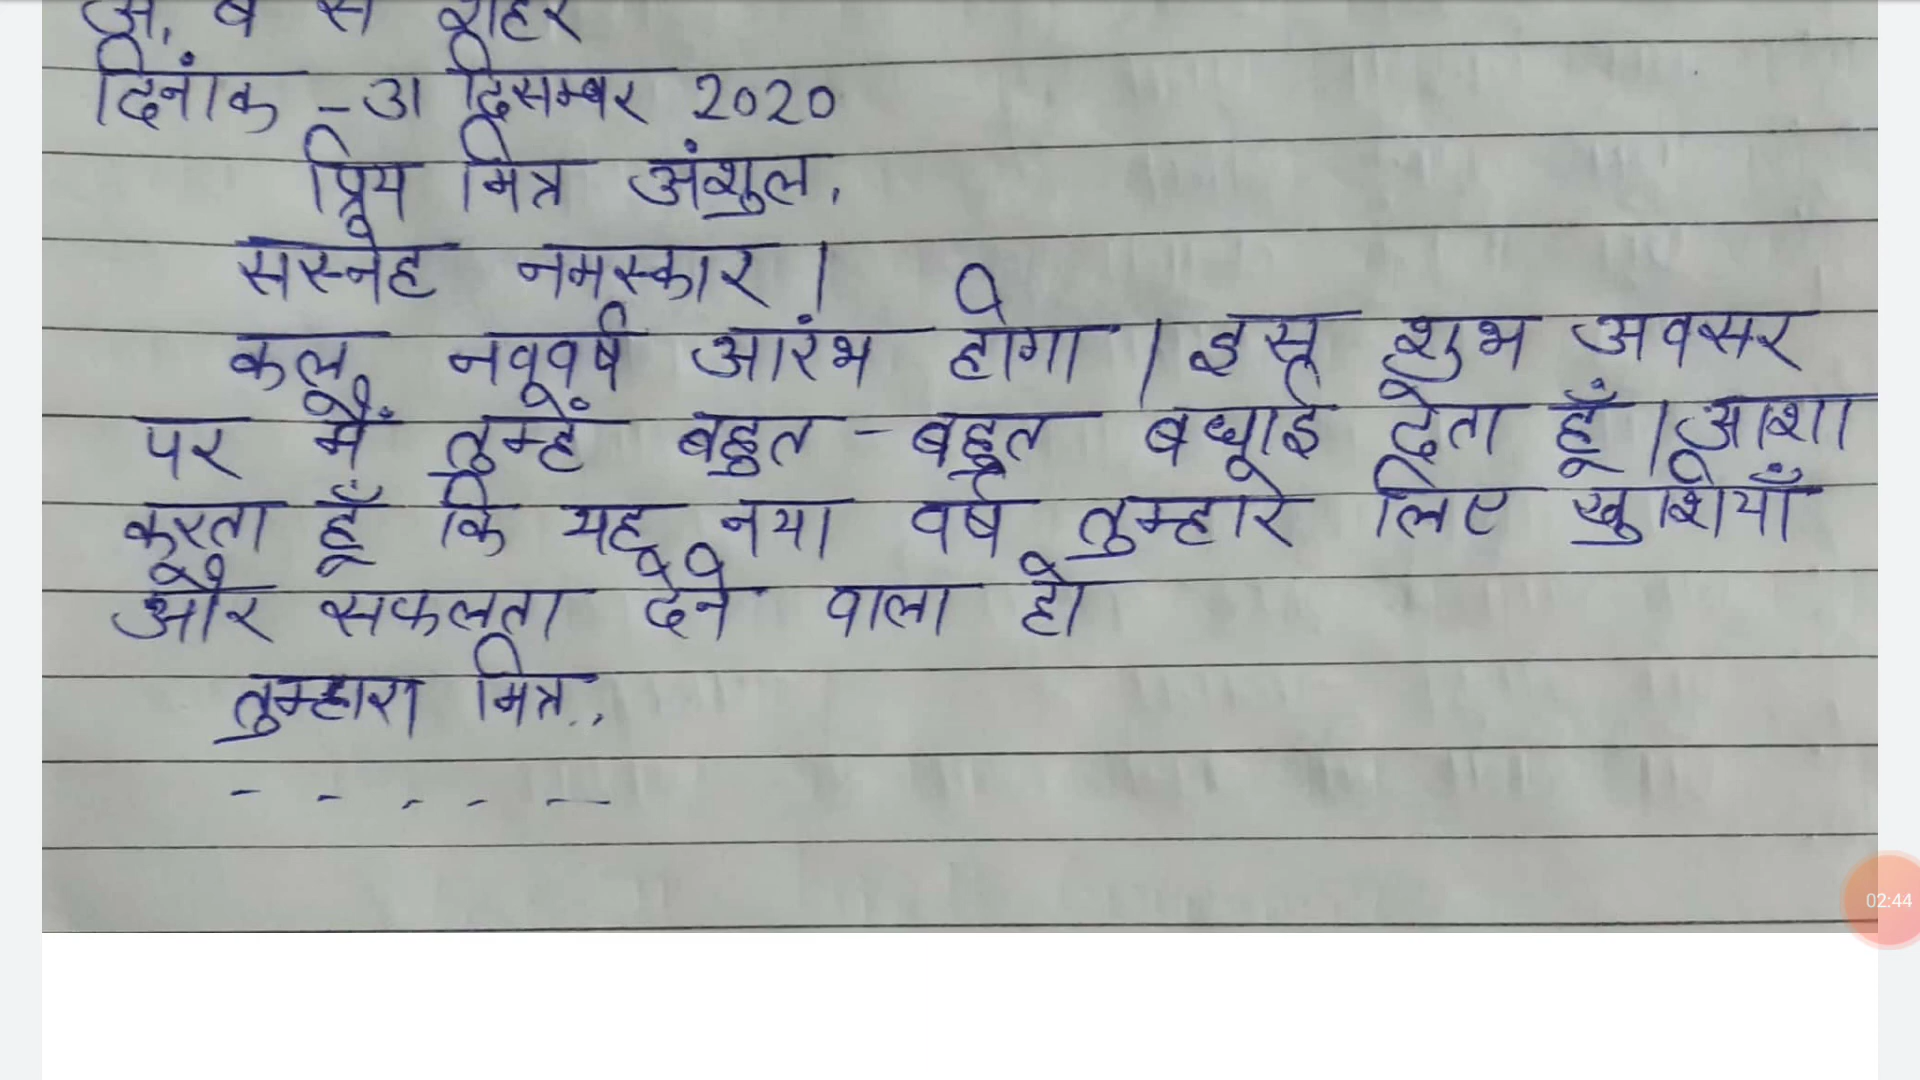 अ, ब स शहर
दिनांक - 31 दिसम्बर 2020
प्रिय मित्र अंशुल,
सस्नेह नमस्कार।
कल नववर्ष आरंभ होगा। इस शुभ अवसर
पर मैं तुम्हें बहुत - बहुत बधाई देता हूँ। आशा
करता हूँ कि यह नया वर्ष तुम्हारे लिए खुशियाँ
और सफलता देने वाला हो
तुम्हारा मित्र..
- - - - -
02:44